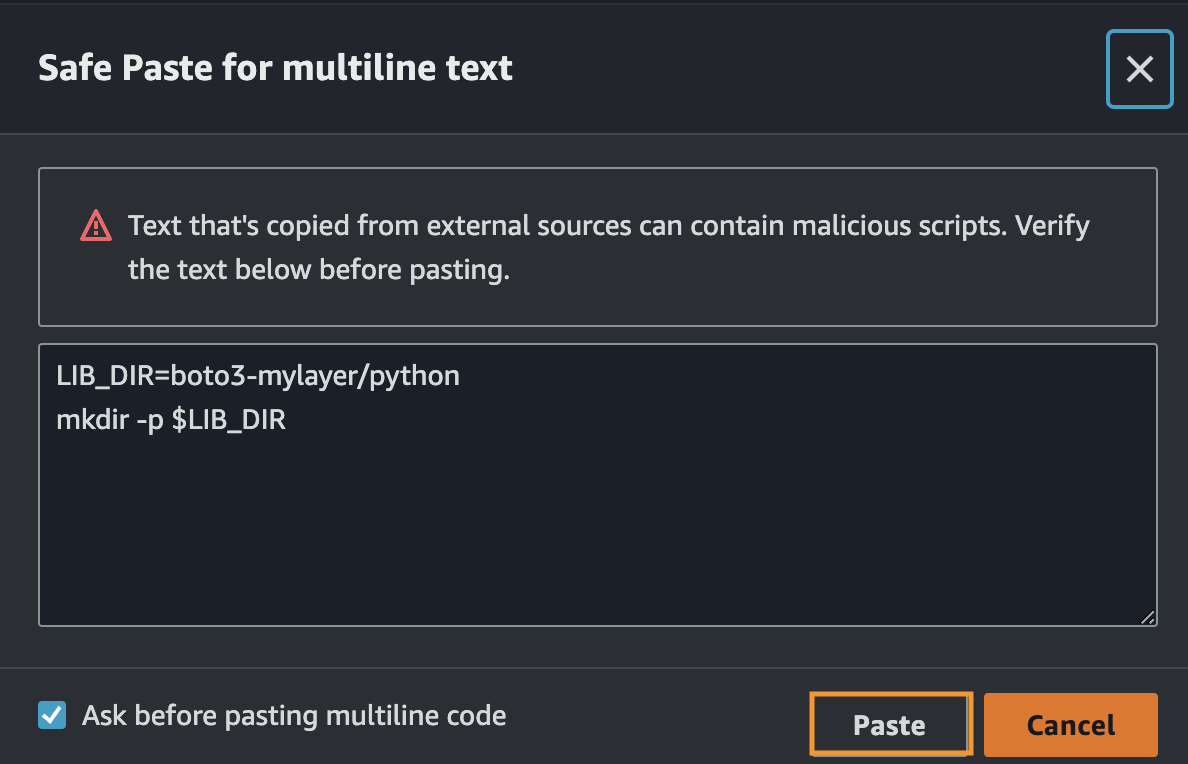 Safe Paste for multiline text
Text that's copied from external sources can contain malicious scripts. Verify
the text below before pasting.
LIB_DIR=boto3-mylayer/python
mkdir -p $LIB_DIR
Ask before pasting multiline code
Paste
Cancel